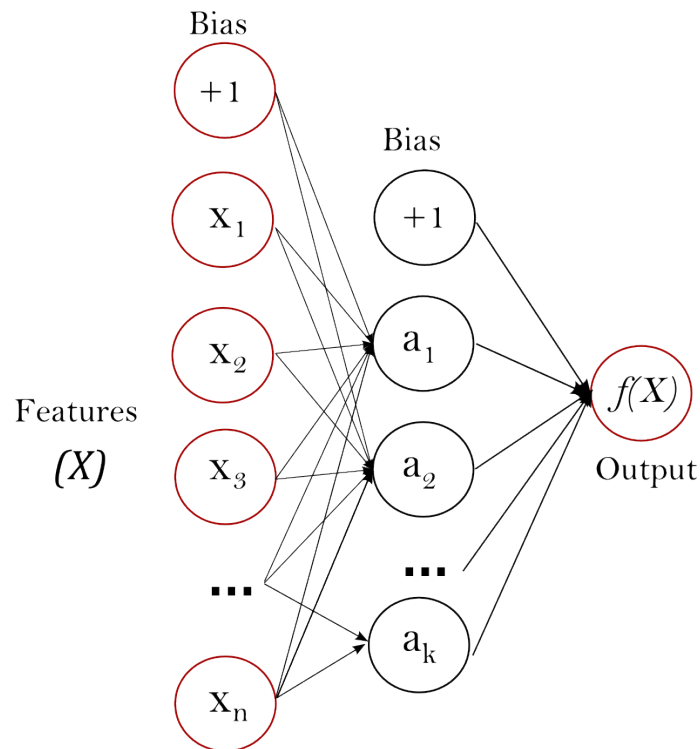 Bias
+1
x1
x2
x3
...
xn
Features
(X)
Bias
+1
a1
a2
...
ak
f(X)
Output